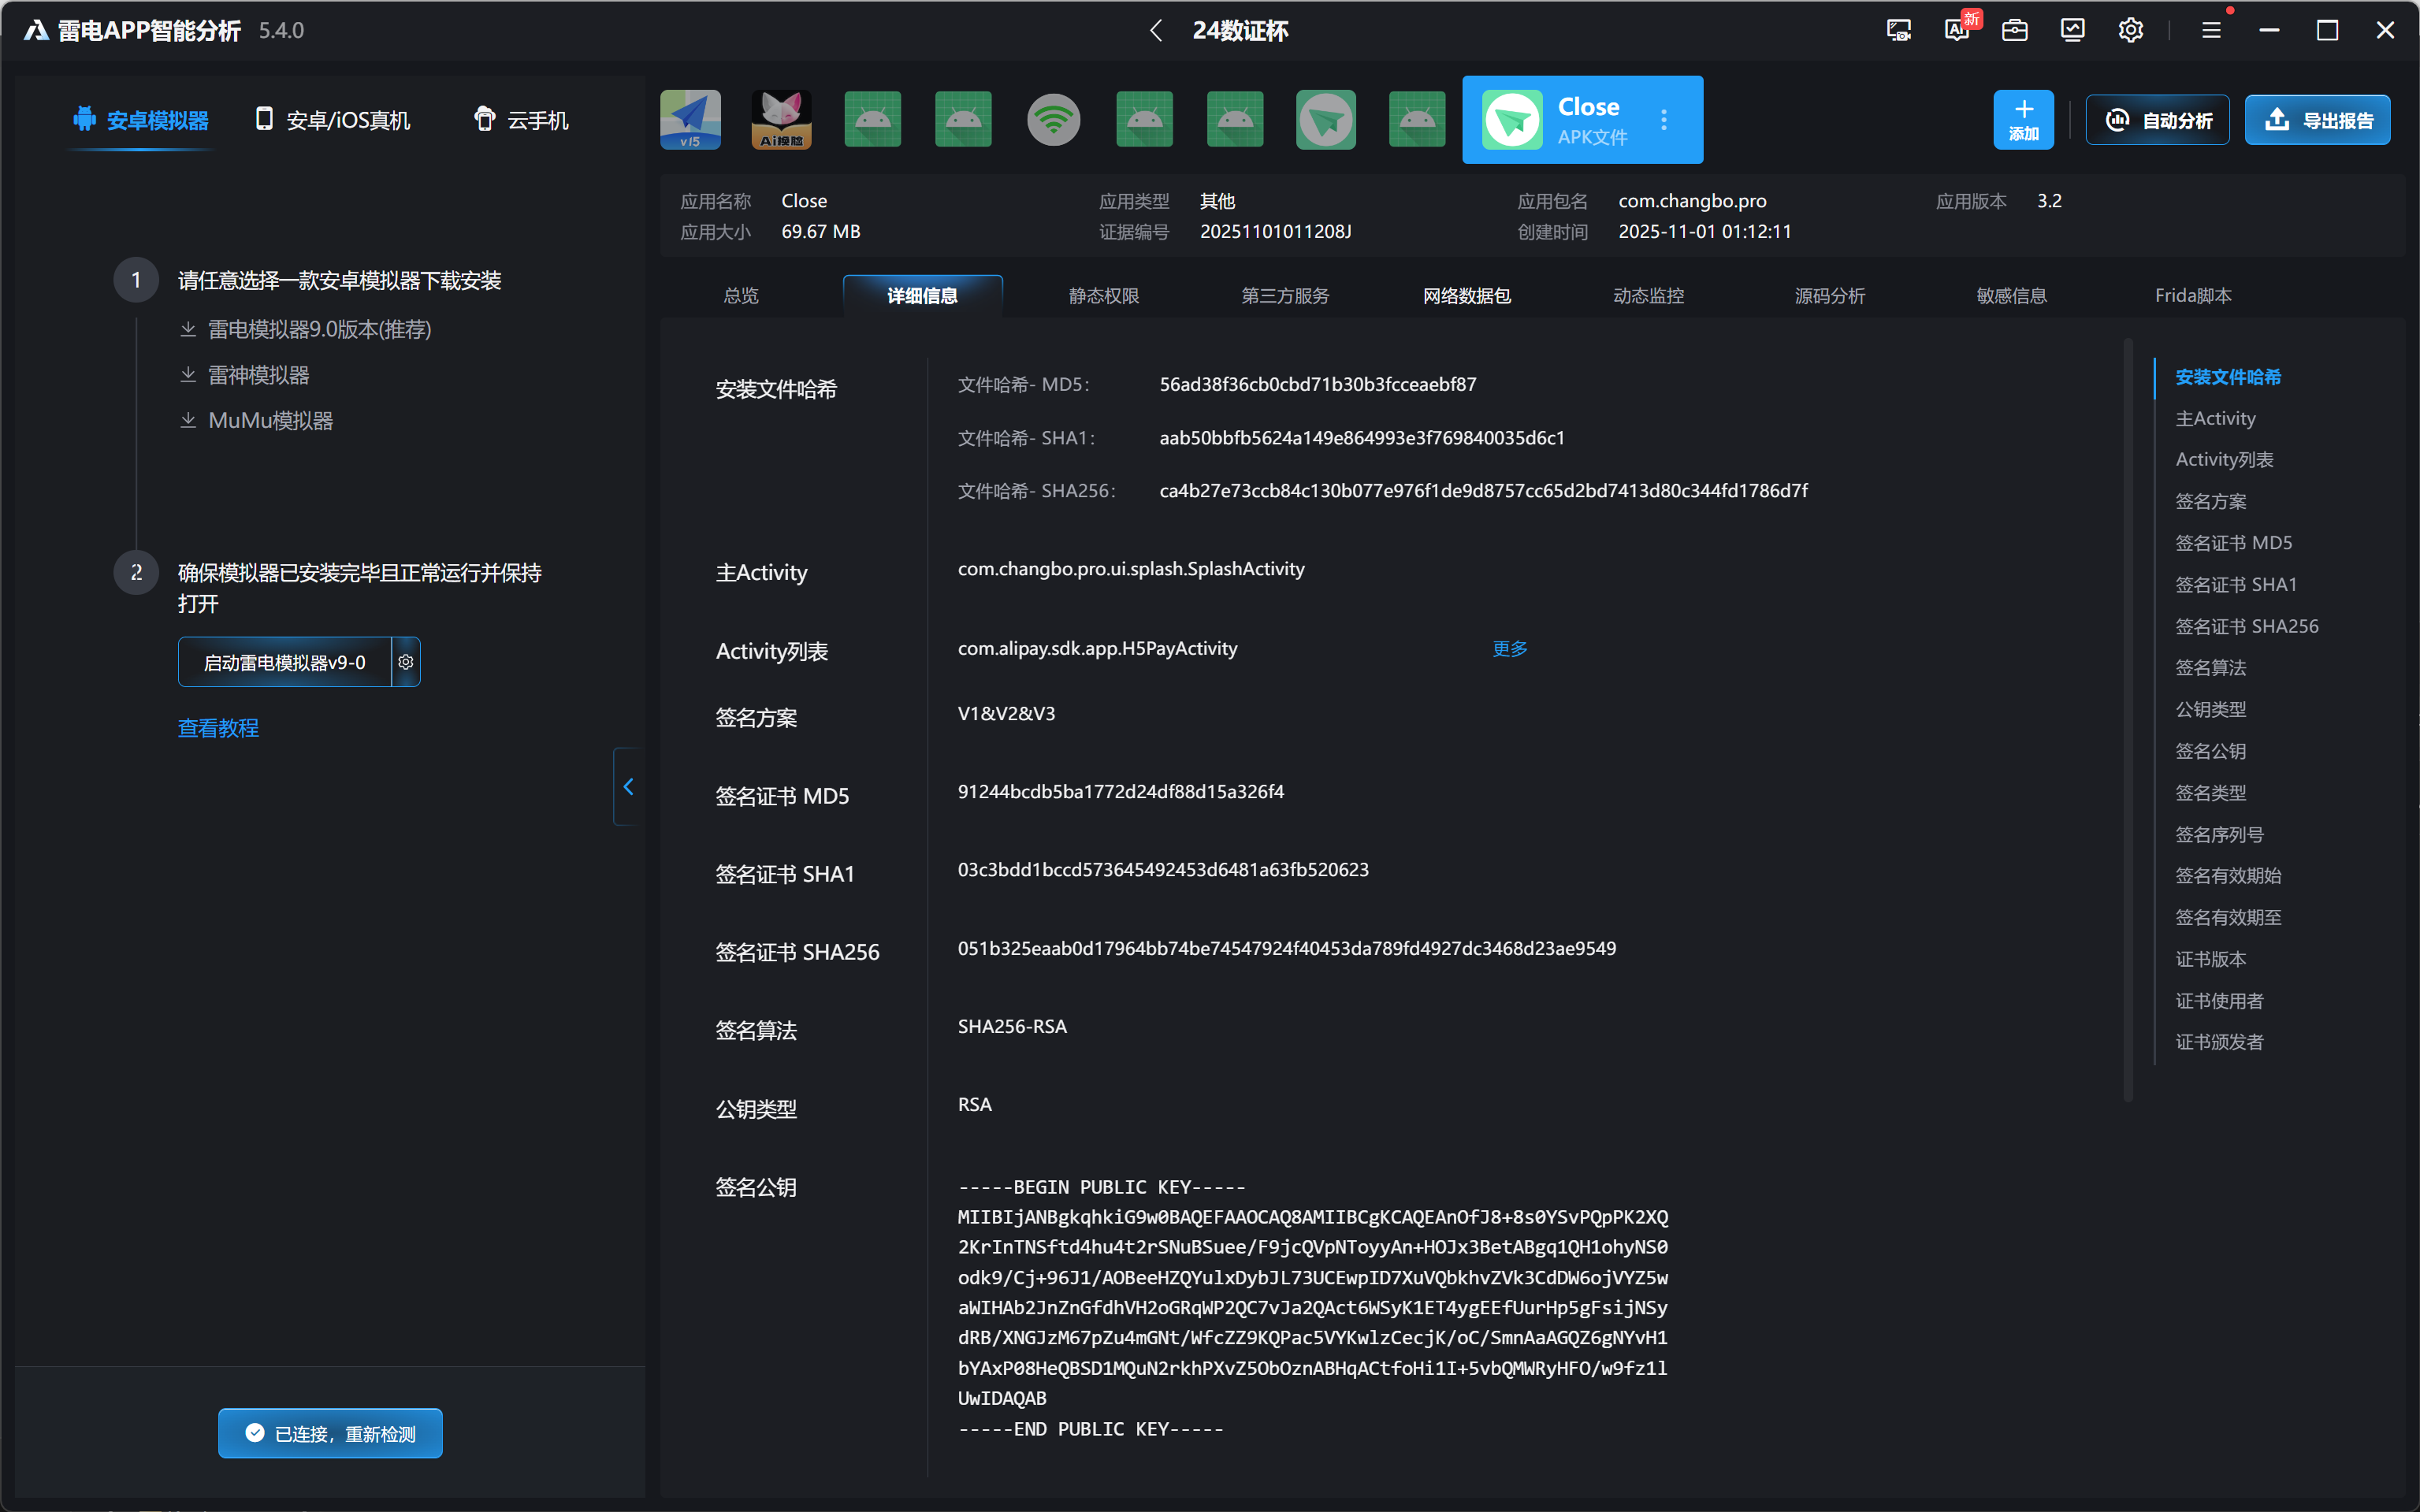 雷电APP智能分析 5.4.0
24数证杯
新
安卓模拟器
安卓/iOS真机
云手机
1
请任意选择一款安卓模拟器下载安装
雷电模拟器9.0版本(推荐)
雷神模拟器
MuMu模拟器
2
确保模拟器已安装完毕且正常运行并保持
打开
启动雷电模拟器v9-0
查看教程
已连接，重新检测
v15
Ai换脸
Close
APK文件
添加
自动分析
导出报告
应用名称 Close 应用类型 其他 应用包名 com.changbo.pro 应用版本 3.2
应用大小 69.67 MB 证据编号 20251101011208J 创建时间 2025-11-01 01:12:11
总览 详细信息 静态权限 第三方服务 网络数据包 动态监控 源码分析 敏感信息 Frida脚本
安装文件哈希
文件哈希- MD5： 56ad38f36cb0cbd71b30b3fcceaebf87
文件哈希- SHA1： aab50bbfb5624a149e864993e3f769840035d6c1
文件哈希- SHA256： ca4b27e73ccb84c130b077e976f1de9d8757cc65d2bd7413d80c344fd1786d7f
主Activity com.changbo.pro.ui.splash.SplashActivity
Activity列表 com.alipay.sdk.app.H5PayActivity 更多
签名方案 V1&V2&V3
签名证书 MD5 91244bcdb5ba1772d24df88d15a326f4
签名证书 SHA1 03c3bdd1bccd573645492453d6481a63fb520623
签名证书 SHA256 051b325eaab0d17964bb74be74547924f40453da789fd4927dc3468d23ae9549
签名算法 SHA256-RSA
公钥类型 RSA
签名公钥 -----BEGIN PUBLIC KEY-----
MIIBIjANBgkqhkiG9w0BAQEFAAOCAQ8AMIIBCgKCAQEAnOfJ8+8s0YSvPQpPK2XQ
2KrInTNSftd4hu4t2rSNuBSuee/F9jcQVpNToyyAn+HOJx3BetABgq1QH1ohyNS0
odk9/Cj+96J1/AOBeeHZQYulxDybJL73UCEwpID7XuVQbkhvZVk3CdDW6ojVYZ5w
aWIHAb2JnZnGfdhVH2oGRqWP2QC7vJa2QAct6WSyK1ET4ygEEfUurHp5gFsijNSy
dRB/XNGJzM67pZu4mGNt/WfcZZ9KQPac5VYKwlzCecjK/oC/SmnAaAGQZ6gNYvH1
bYAxP08HeQBSD1MQuN2rkhPXvZ5ObOznABHqACtfoHi1I+5vbQMWRyHFO/w9fz1l
UwIDAQAB
-----END PUBLIC KEY-----
安装文件哈希
主Activity
Activity列表
签名方案
签名证书 MD5
签名证书 SHA1
签名证书 SHA256
签名算法
公钥类型
签名公钥
签名类型
签名序列号
签名有效期始
签名有效期至
证书版本
证书使用者
证书颁发者